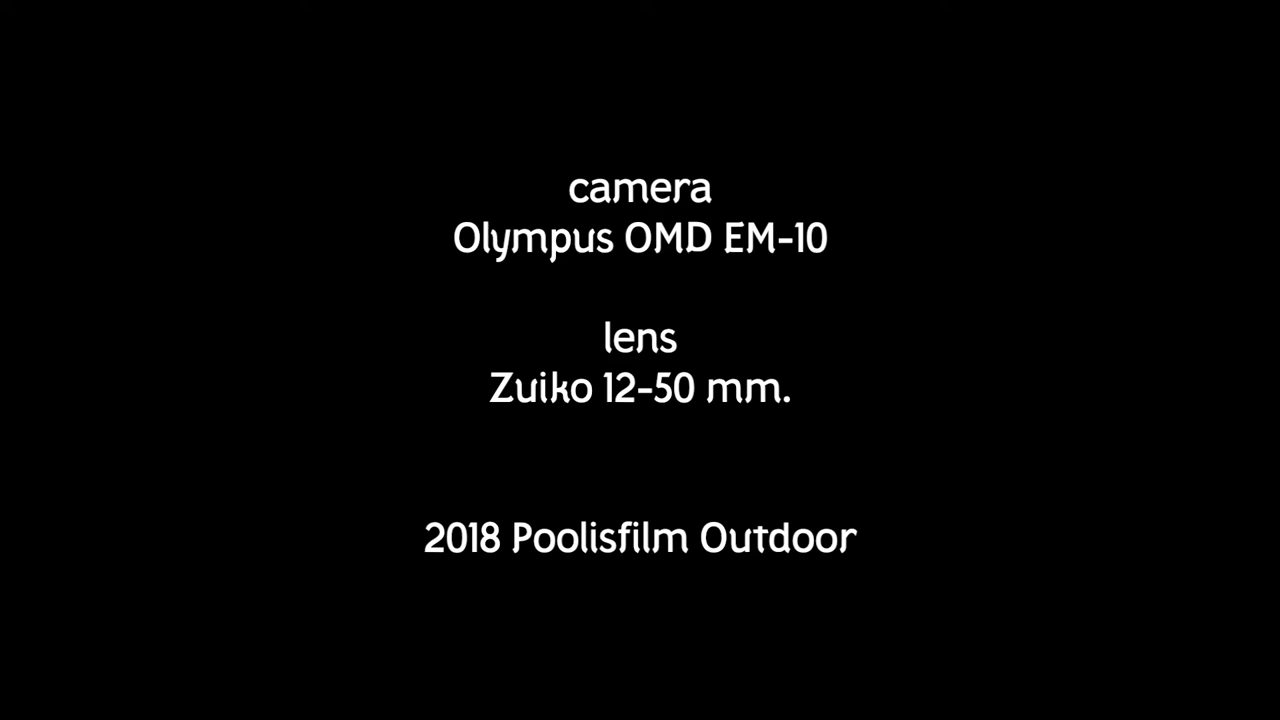 camera
Olympus OMD EM-10
lens
Zuiko 12-50 mm.
2018 Poolisfilm Outdoor